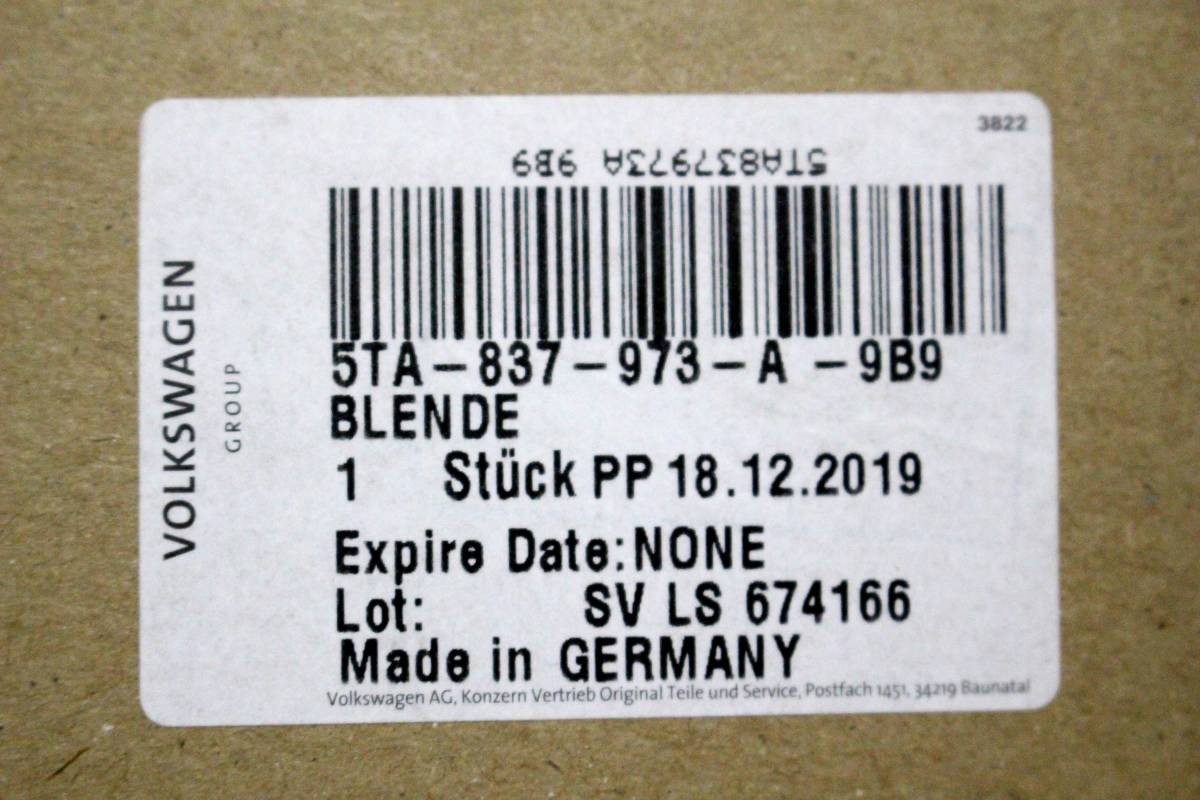 3822
5TA837973A 9B9
5TA-837-973-A -9B9
BLENDE
1 Stück PP 18.12.2019
Expire Date:NONE
Lot: SV LS 674166
Made in GERMANY
Volkswagen AG, Konzern Vertrieb Original Teile und Service, Postfach 1451, 34219 Baunatal
VOLKSWAGEN
GROUP